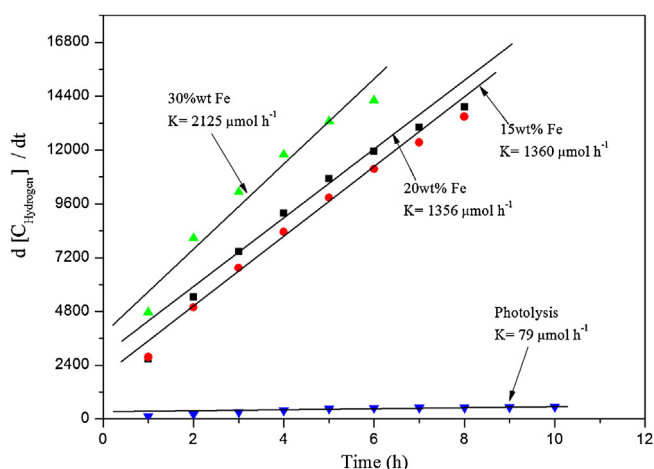 d [C_Hydrogen] / dt
16800
14400
12000
9600
7200
4800
2400
0
30%wt Fe
K= 2125 µmol h⁻¹
15wt% Fe
K= 1360 µmol h⁻¹
20wt% Fe
K= 1356 µmol h⁻¹
Photolysis
K= 79 µmol h⁻¹
0 2 4 6 8 10 12
Time (h)